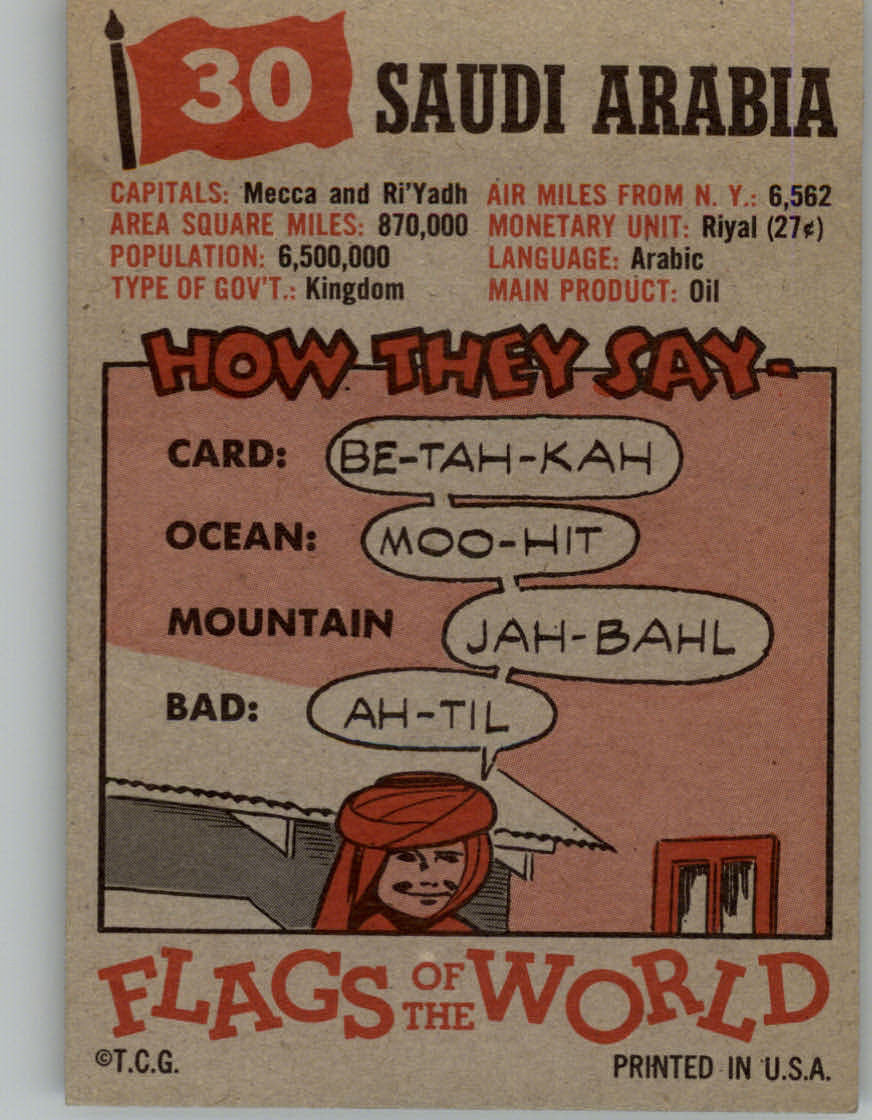 30 SAUDI ARABIA
CAPITALS: Mecca and Ri'Yadh
AREA SQUARE MILES: 870,000
POPULATION: 6,500,000
TYPE OF GOV'T.: Kingdom
AIR MILES FROM N. Y.: 6,562
MONETARY UNIT: Riyal (27¢)
LANGUAGE: Arabic
MAIN PRODUCT: Oil
HOW THEY SAY-
CARD: BE-TAH-KAH
OCEAN: MOO-HIT
MOUNTAIN JAH-BAHL
BAD: AH-TIL
FLAGS OF THE WORLD
©T.C.G.
PRINTED IN U.S.A.